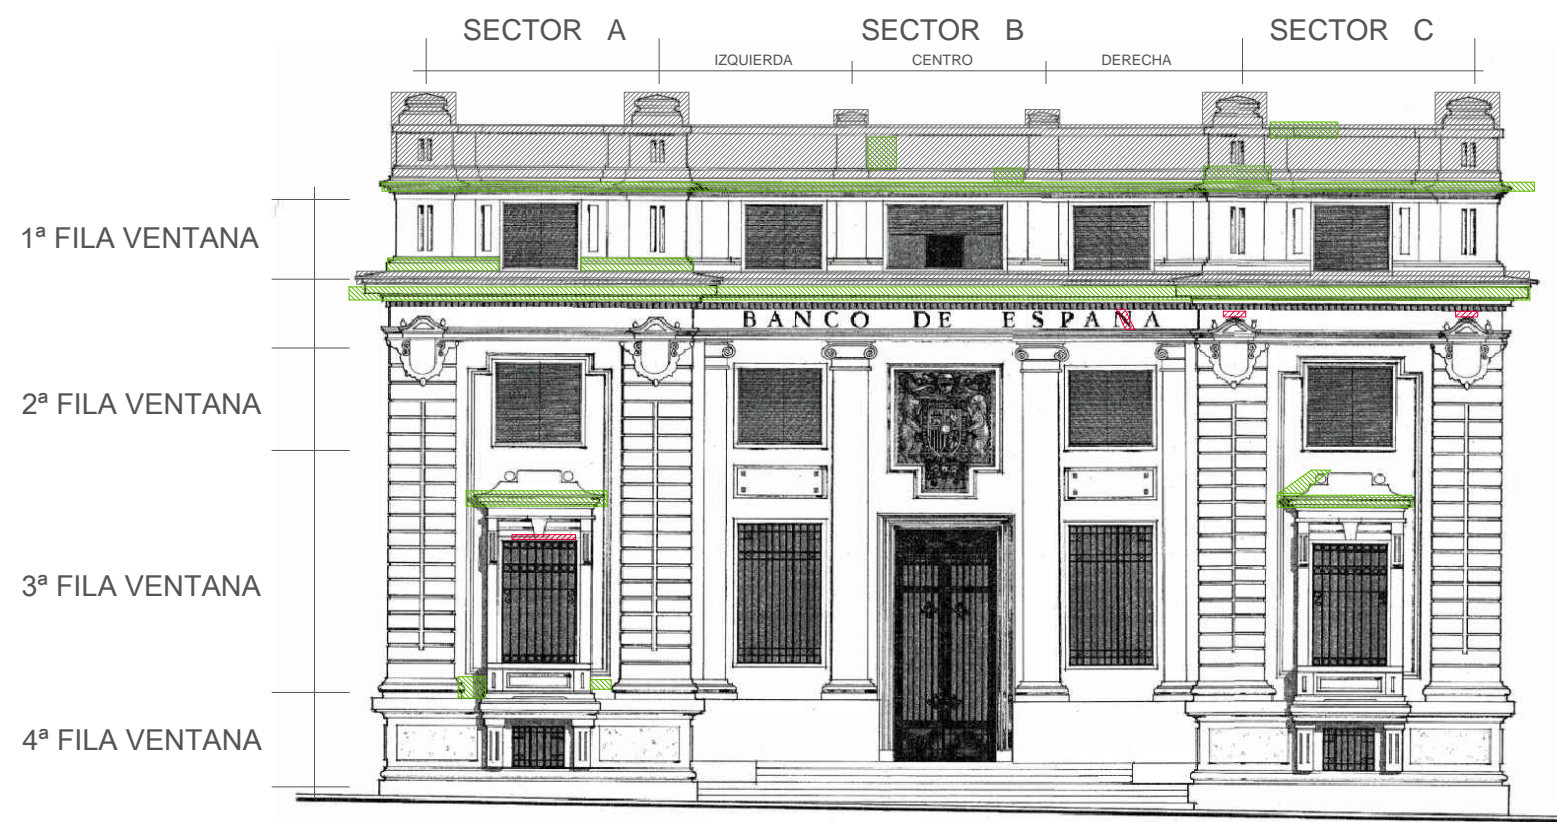 SECTOR A SECTOR B SECTOR C
IZQUIERDA CENTRO DERECHA
1ª FILA VENTANA
BANCO DE ESPAÑA
2ª FILA VENTANA
3ª FILA VENTANA
4ª FILA VENTANA